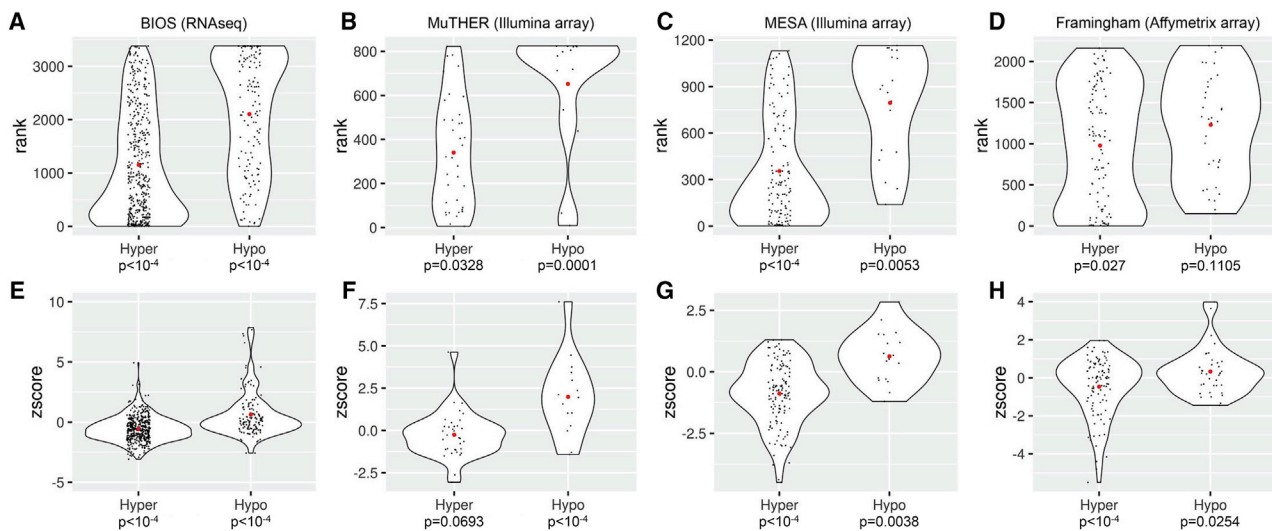 A BIOS (RNAseq)
rank
3000
2000
1000
0
Hyper Hypo
p<10-4 p<10-4
B MuTHER (Illumina array)
rank
800
600
400
200
0
Hyper Hypo
p=0.0328 p=0.0001
C MESA (Illumina array)
rank
1200
900
600
300
0
Hyper Hypo
p<10-4 p=0.0053
D Framingham (Affymetrix array)
rank
2000
1500
1000
500
0
Hyper Hypo
p=0.027 p=0.1105
E
zscore
10
5
0
-5
Hyper Hypo
p<10-4 p<10-4
F
zscore
7.5
5.0
2.5
0.0
-2.5
Hyper Hypo
p=0.0693 p<10-4
G
zscore
2.5
0.0
-2.5
Hyper Hypo
p<10-4 p=0.0038
H
zscore
4
2
0
-2
-4
Hyper Hypo
p<10-4 p=0.0254